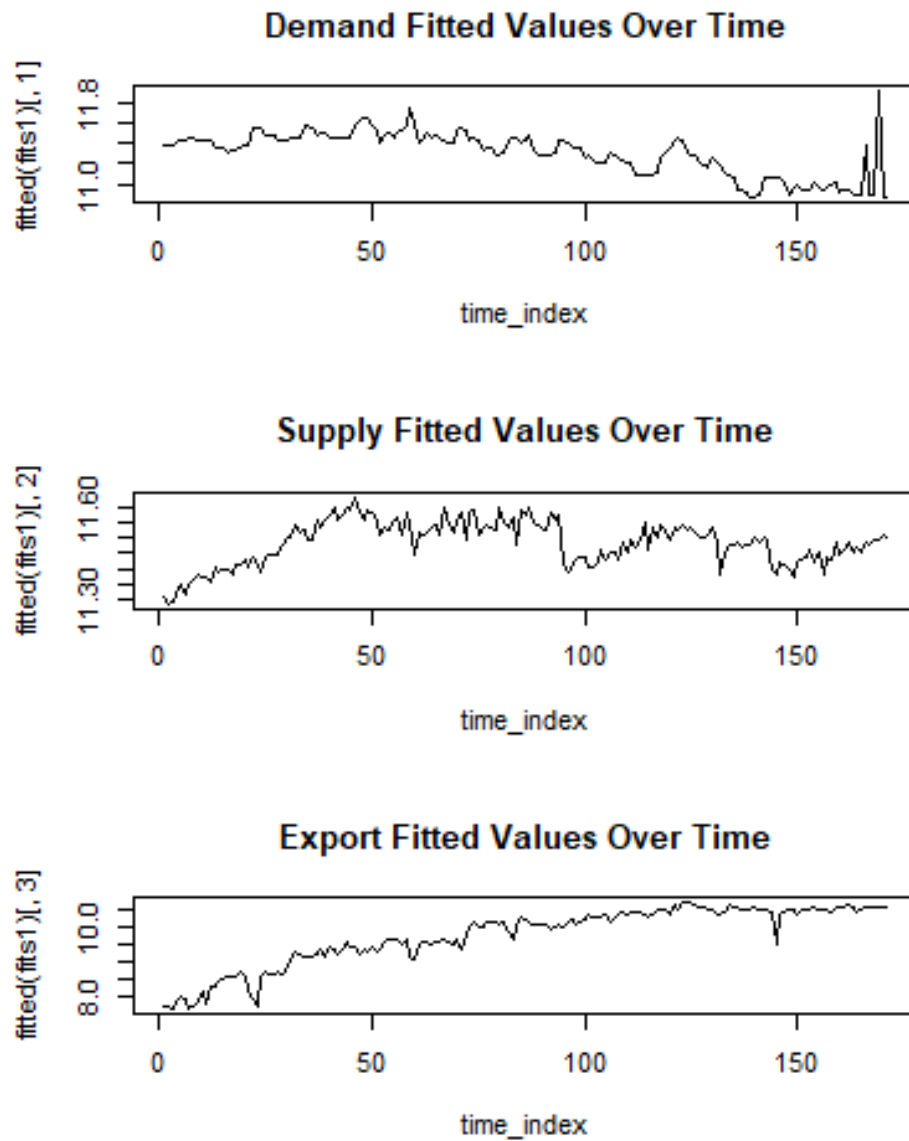 Demand Fitted Values Over Time
fitted(fits1)[, 1]
11.8
11.0
0 50 100 150
time_index
Supply Fitted Values Over Time
fitted(fits1)[, 2]
11.60
11.30
0 50 100 150
time_index
Export Fitted Values Over Time
fitted(fits1)[, 3]
10.0
8.0
0 50 100 150
time_index